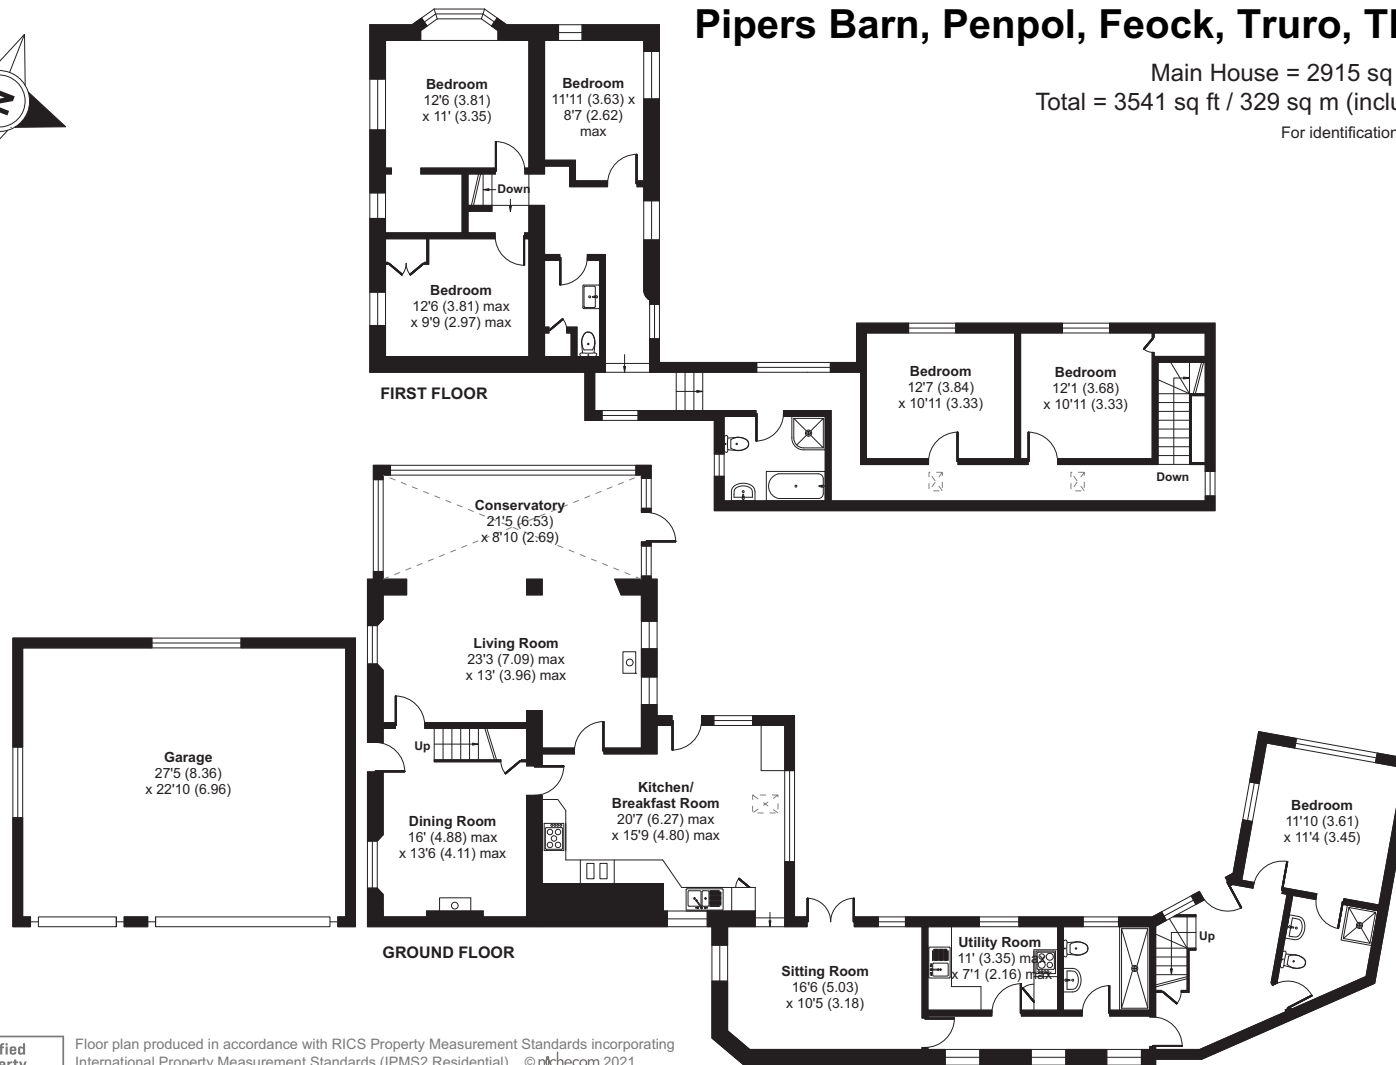 Pipers Barn, Penpol, Feock, Truro,
Main House = 2915 sq
Total = 3541 sq ft / 329 sq m
For identification
N
Bedroom
12'6 (3.81)
x 11' (3.35)
Bedroom
11'11 (3.63) x
8'7 (2.62)
max
Down
Bedroom
12'6 (3.81) max
x 9'9 (2.97) max
FIRST FLOOR
Bedroom
12'7 (3.84)
x 10'11 (3.33)
Bedroom
12'1 (3.68)
x 10'11 (3.33)
Down
Conservatory
21'5 (6.53)
x 8'10 (2.69)
Living Room
23'3 (7.09) max
x 13' (3.96) max
Up
Garage
27'5 (8.36)
x 22'10 (6.96)
Dining Room
16' (4.88) max
x 13'6 (4.11) max
Kitchen/
Breakfast Room
20'7 (6.27) max
x 15'9 (4.80) max
Bedroom
11'10 (3.61)
x 11'4 (3.45)
GROUND FLOOR
Sitting Room
16'6 (5.03)
x 10'5 (3.18)
Utility Room
11' (3.35) max
x 7'1 (2.16) max
Up
Floor plan produced in accordance with RICS Property Measurement Standards incorporating
International Property Measurement Standards (IPMS2 Residential). © nichecom 2021.